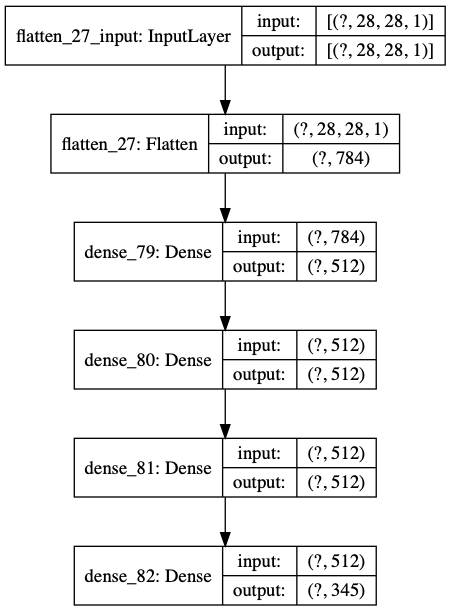 flatten_27_input: InputLayer
input: [(?, 28, 28, 1)]
output: [(?, 28, 28, 1)]
flatten_27: Flatten
input: (?, 28, 28, 1)
output: (?, 784)
dense_79: Dense
input: (?, 784)
output: (?, 512)
dense_80: Dense
input: (?, 512)
output: (?, 512)
dense_81: Dense
input: (?, 512)
output: (?, 512)
dense_82: Dense
input: (?, 512)
output: (?, 345)